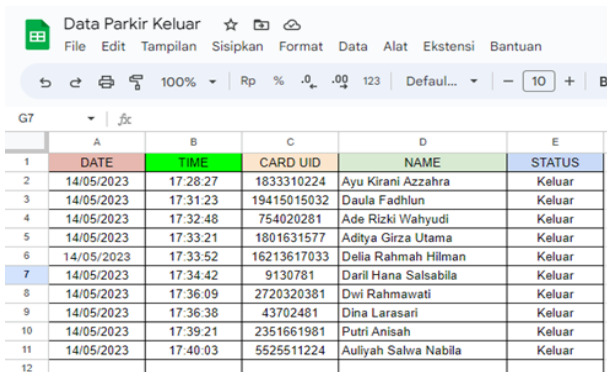 Data Parkir Keluar
File Edit Tampilan Sisipkan Format Data Alat Ekstensi Bantuan
100% Rp % .0 .00 123 Defaul... − 10 + B
G7 fx
A B C D E
1 DATE TIME CARD UID NAME STATUS
2 14/05/2023 17:28:27 1833310224 Ayu Kirani Azzahra Keluar
3 14/05/2023 17:31:23 19415015032 Daula Fadhlun Keluar
4 14/05/2023 17:32:48 754020281 Ade Rizki Wahyudi Keluar
5 14/05/2023 17:33:21 1801631577 Aditya Girza Utama Keluar
6 14/05/2023 17:33:52 16213617033 Delia Rahmah Hilman Keluar
7 14/05/2023 17:34:42 9130781 Daril Hana Salsabila Keluar
8 14/05/2023 17:36:09 2720320381 Dwi Rahmawati Keluar
9 14/05/2023 17:36:38 43702481 Dina Larasari Keluar
10 14/05/2023 17:39:21 2351661981 Putri Anisah Keluar
11 14/05/2023 17:40:03 5525511224 Auliyah Salwa Nabila Keluar
12